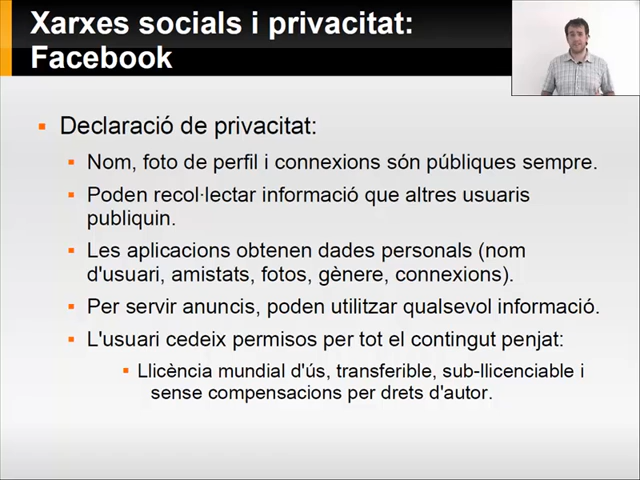 Xarxes socials i privacitat:
Facebook
Declaració de privacitat:
Nom, foto de perfil i connexions són públiques sempre.
Poden recol·lectar informació que altres usuaris
publiquin.
Les aplicacions obtenen dades personals (nom
d'usuari, amistats, fotos, gènere, connexions).
Per servir anuncis, poden utilitzar qualsevol informació.
L'usuari cedeix permisos per tot el contingut penjat:
Llicència mundial d'ús, transferible, sub-llicenciable i
sense compensacions per drets d'autor.